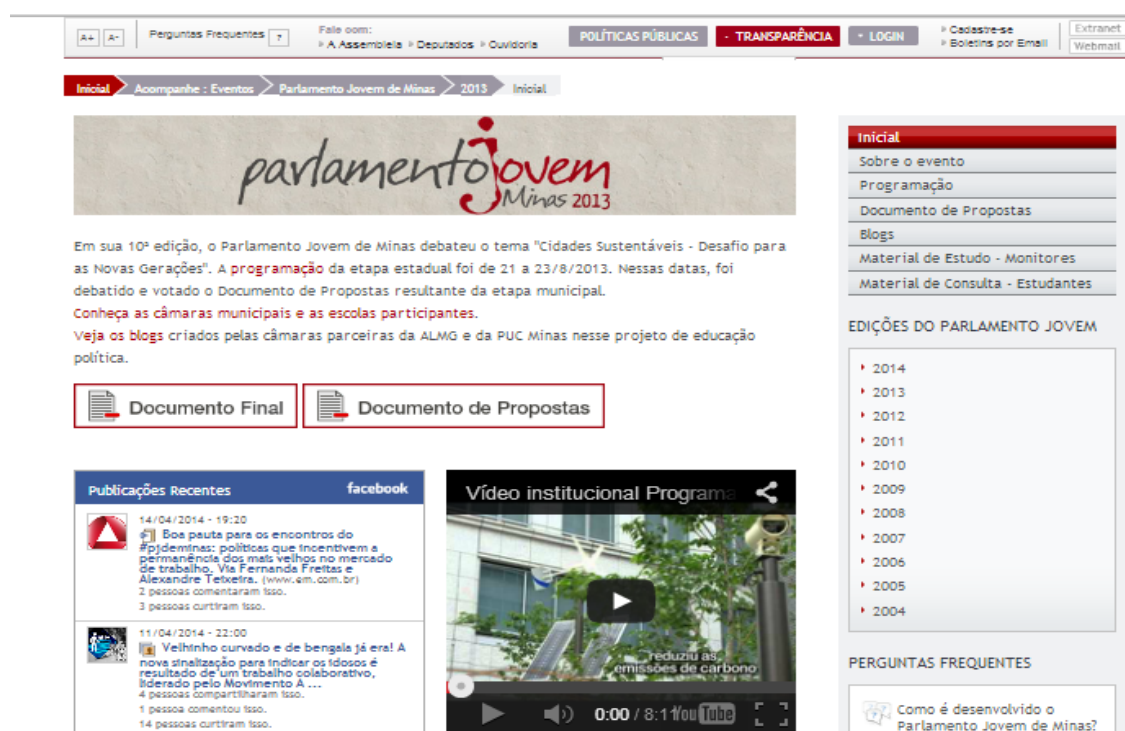 A+ A-
Perguntas Frequentes ?
Fale com:
A Assembleia Deputados Ouvidoria
POLÍTICAS PÚBLICAS
TRANSPARÊNCIA
LOGIN
Cadastre-se
Boletins por Email
Extranet
Webmail
Inicial Acompanhe : Eventos Parlamento Jovem de Minas 2013 Inicial
parlamento jovem
Minas 2013
Em sua 10ª edição, o Parlamento Jovem de Minas debateu o tema "Cidades Sustentáveis - Desafio para
as Novas Gerações". A programação da etapa estadual foi de 21 a 23/8/2013. Nessas datas, foi
debatido e votado o Documento de Propostas resultante da etapa municipal.
Conheça as câmaras municipais e as escolas participantes.
Veja os blogs criados pelas câmaras parceiras da ALMG e da PUC Minas nesse projeto de educação
política.
Documento Final
Documento de Propostas
Publicações Recentes facebook
14/04/2014 - 19:20
Boa pauta para os encontros do
#pjdeminas: políticas que incentivem a
permanência dos mais velhos no mercado
de trabalho. Via Fernanda Freitas e
Alexandre Teixeira. (www.em.com.br)
2 pessoas comentaram isso.
3 pessoas curtiram isso.
11/04/2014 - 22:00
Velhinho curvado e de bengala já era! A
nova sinalização para indicar os idosos é
resultado de um trabalho colaborativo,
liderado pelo Movimento A ...
4 pessoas compartilharam isso.
1 pessoa comentou isso.
14 pessoas curtiram isso.
Vídeo institucional Programa
reduziu as
emissões de carbono
0:00 / 8:11 YouTube
Inicial
Sobre o evento
Programação
Documento de Propostas
Blogs
Material de Estudo - Monitores
Material de Consulta - Estudantes
EDIÇÕES DO PARLAMENTO JOVEM
2014
2013
2012
2011
2010
2009
2008
2007
2006
2005
2004
PERGUNTAS FREQUENTES
Como é desenvolvido o
Parlamento Jovem de Minas?